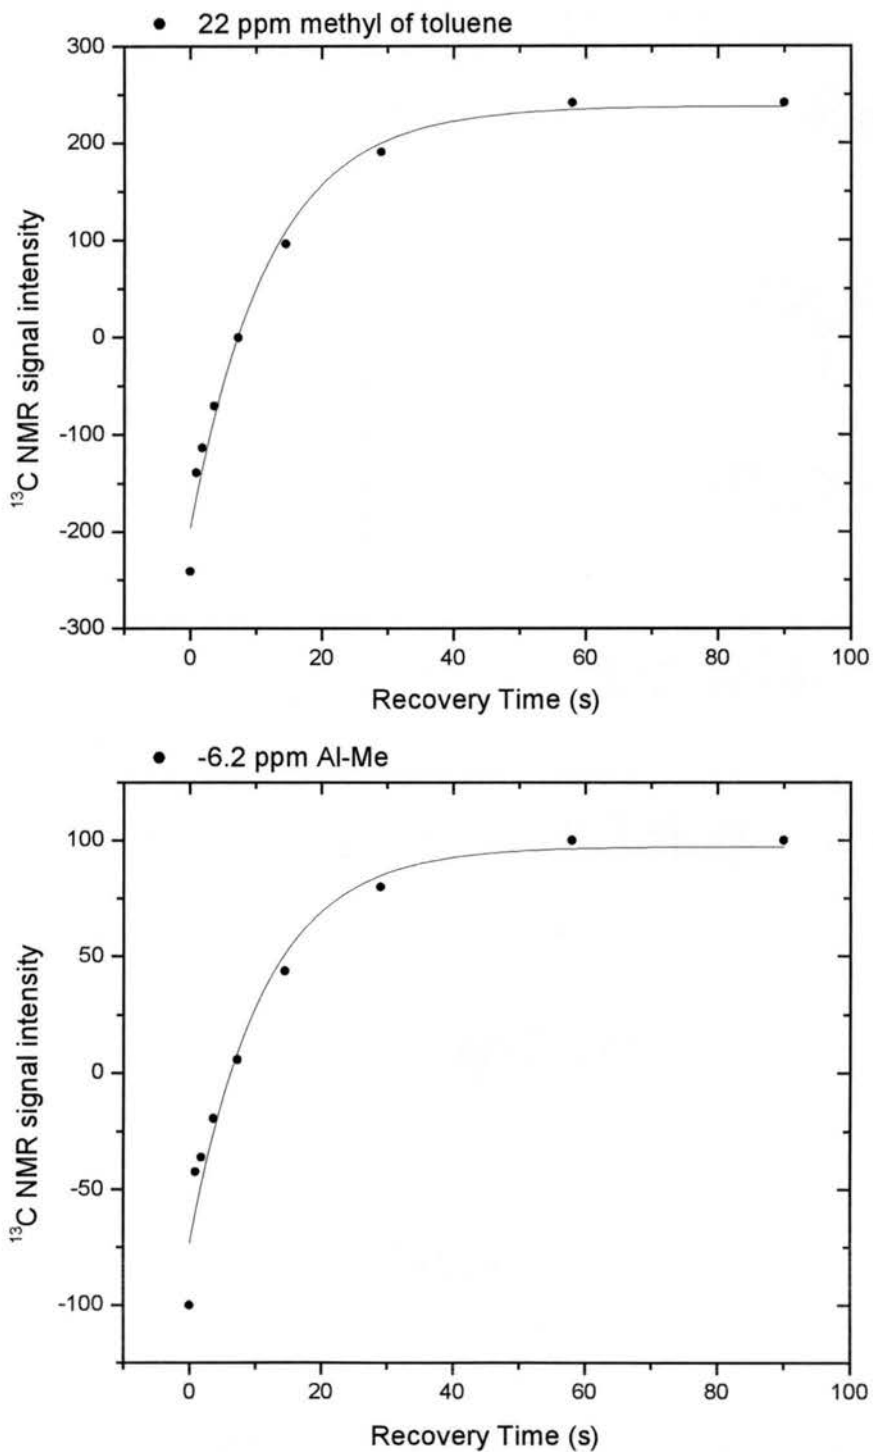 22 ppm methyl of toluene
300
200
100
0
-100
-200
-300
¹³C NMR signal intensity
0 20 40 60 80 100
Recovery Time (s)
-6.2 ppm Al-Me
100
50
0
-50
-100
¹³C NMR signal intensity
0 20 40 60 80 100
Recovery Time (s)